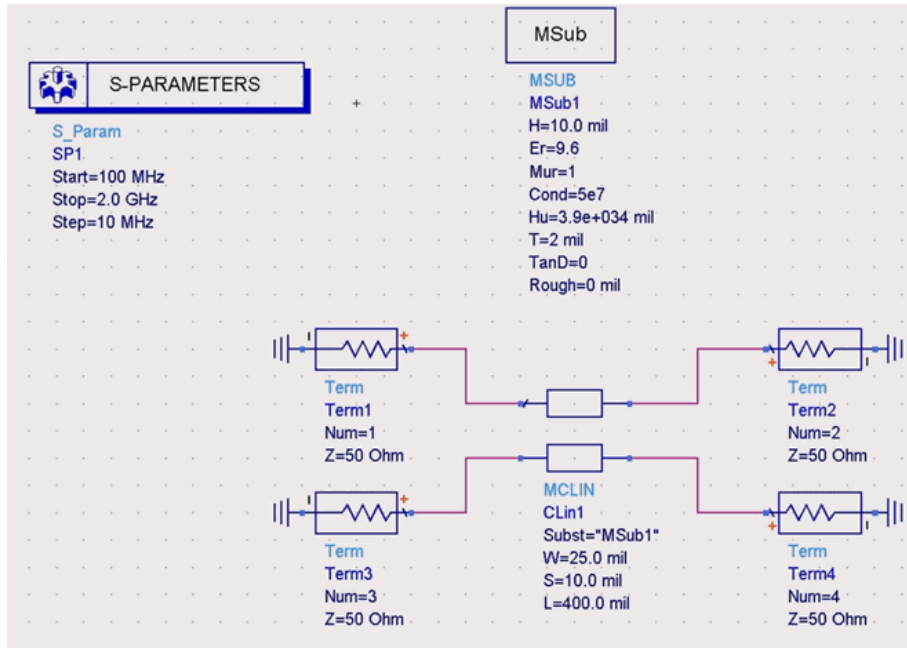 MSub
S-PARAMETERS
S_Param
SP1
Start=100 MHz
Stop=2.0 GHz
Step=10 MHz
MSUB
MSub1
H=10.0 mil
Er=9.6
Mur=1
Cond=5e7
Hu=3.9e+034 mil
T=2 mil
TanD=0
Rough=0 mil
Term
Term1
Num=1
Z=50 Ohm
Term
Term2
Num=2
Z=50 Ohm
Term
Term3
Num=3
Z=50 Ohm
MCLIN
CLin1
Subst="MSub1"
W=25.0 mil
S=10.0 mil
L=400.0 mil
Term
Term4
Num=4
Z=50 Ohm